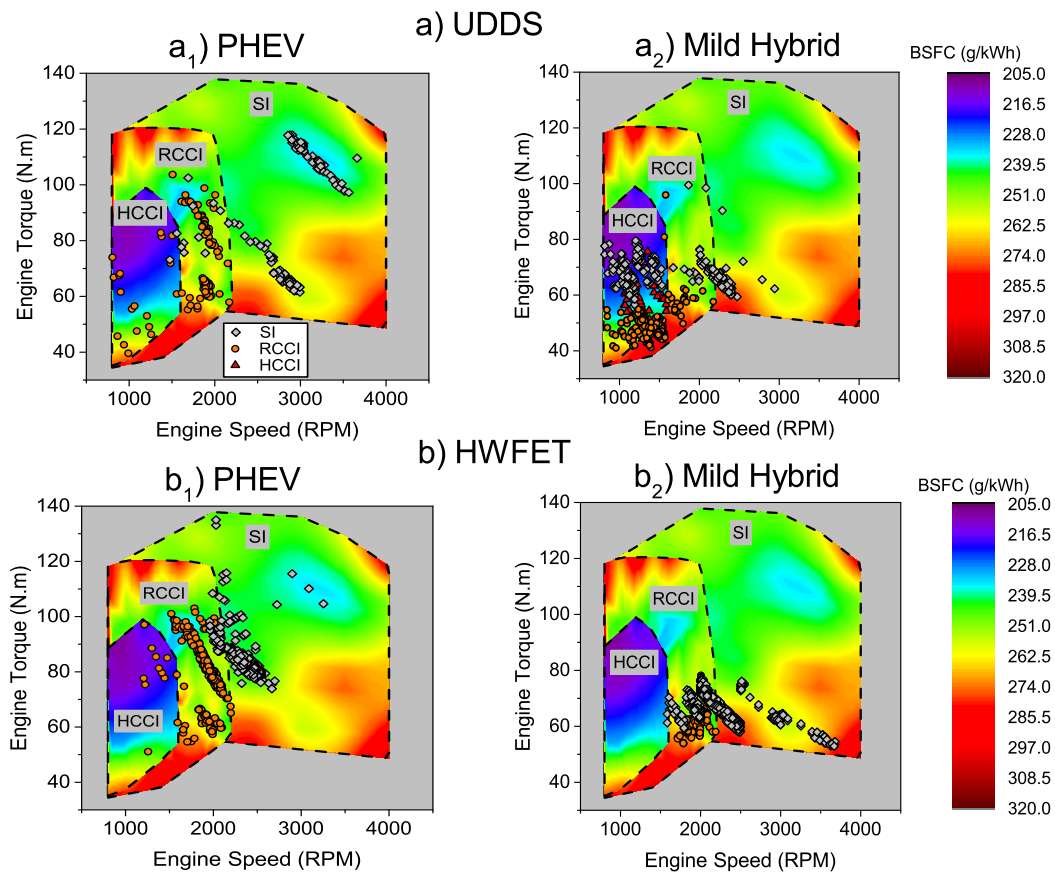 a) UDDS
a1) PHEV
a2) Mild Hybrid
BSFC (g/kWh)
140
120
100
80
60
40
Engine Torque (N.m)
SI
RCCI
HCCI
SI
RCCI
HCCI
1000 2000 3000 4000
Engine Speed (RPM)
140
120
100
80
60
40
Engine Torque (N.m)
SI
RCCI
HCCI
1000 2000 3000 4000
Engine Speed (RPM)
205.0
216.5
228.0
239.5
251.0
262.5
274.0
285.5
297.0
308.5
320.0
b) HWFET
b1) PHEV
b2) Mild Hybrid
BSFC (g/kWh)
140
120
100
80
60
40
Engine Torque (N.m)
SI
RCCI
HCCI
1000 2000 3000 4000
Engine Speed (RPM)
140
120
100
80
60
40
Engine Torque (N.m)
SI
RCCI
HCCI
1000 2000 3000 4000
Engine Speed (RPM)
205.0
216.5
228.0
239.5
251.0
262.5
274.0
285.5
297.0
308.5
320.0